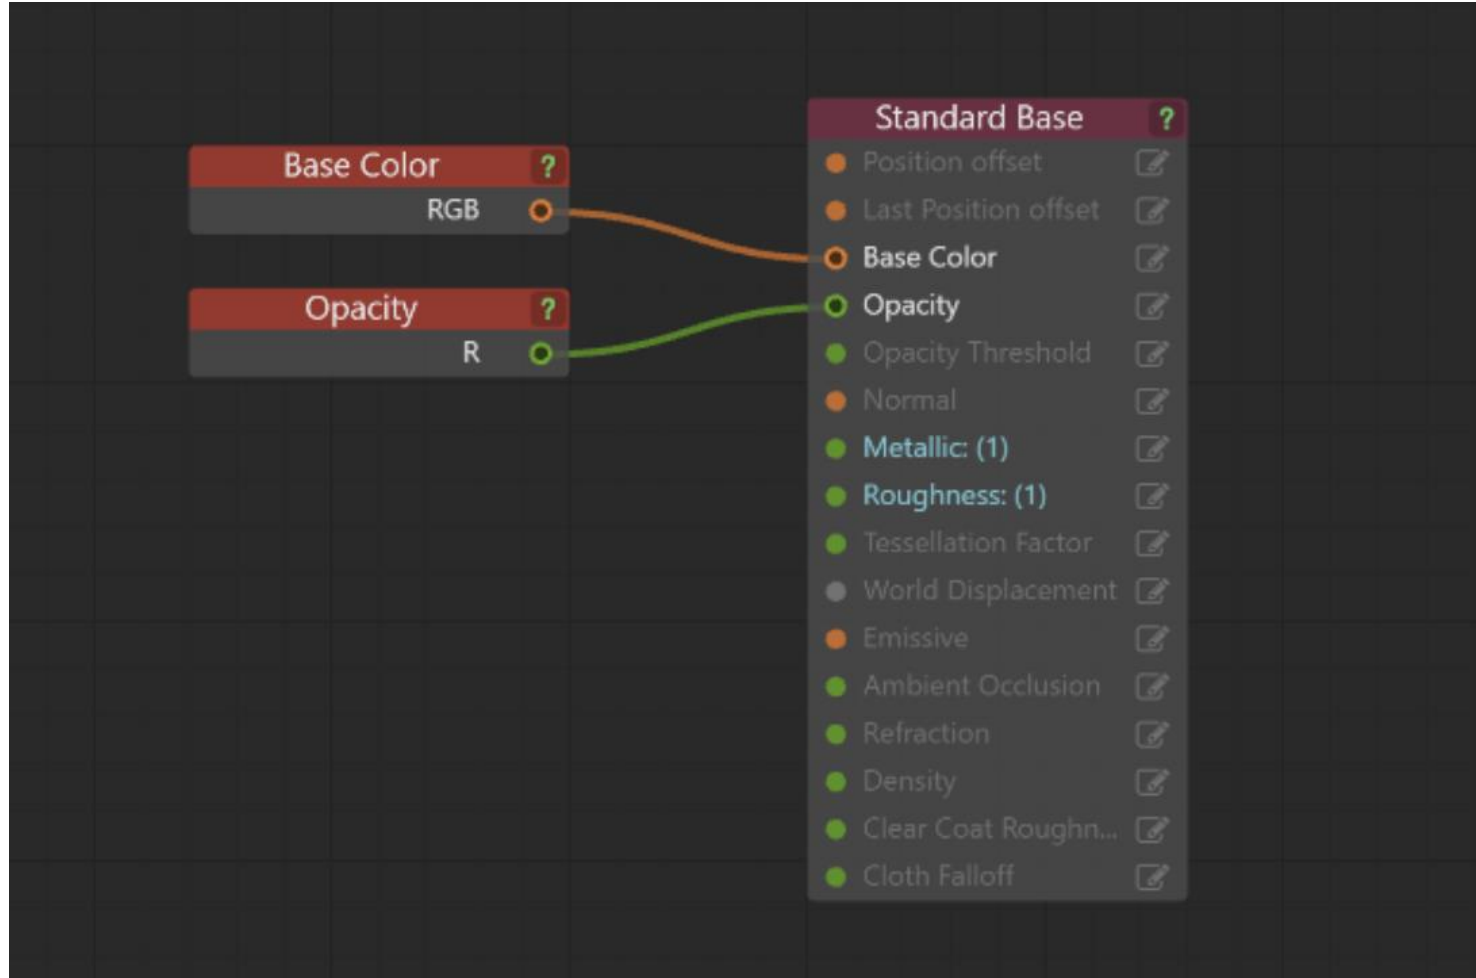 Base Color ?
RGB
Opacity ?
R
Standard Base ?
Position offset
Last Position offset
Base Color
Opacity
Opacity Threshold
Normal
Metallic: (1)
Roughness: (1)
Tessellation Factor
World Displacement
Emissive
Ambient Occlusion
Refraction
Density
Clear Coat Roughn...
Cloth Falloff